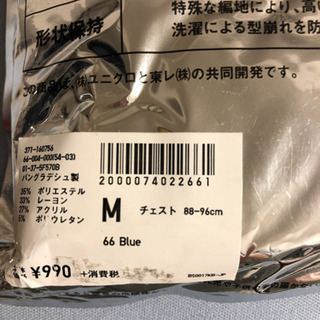 特殊な編地により、高い
形状保持
洗濯による型崩れを防
この商品は、㈱ユニクロと東レ㈱の共同開発です。
371-160756
66-004-000(54-03)
01-37-5F570B
バングラデシュ製
35% ポリエステル
33% レーヨン
27% アクリル
5% ポリウレタン
2000074022661
M チェスト 88-96cm
66 Blue
¥990 +消費税